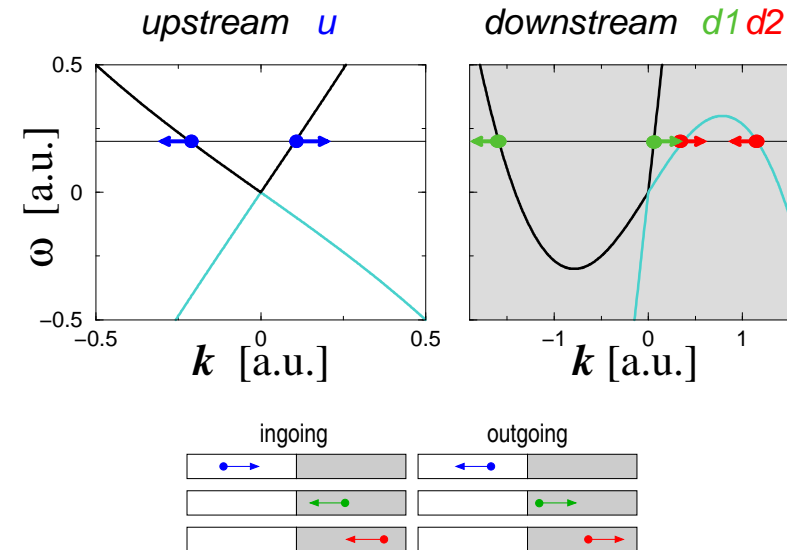 upstream u
downstream d1 d2
0.5
0
−0.5
ω [a.u.]
−0.5
0
0.5
k [a.u.]
−1
0
1
k [a.u.]
ingoing
outgoing